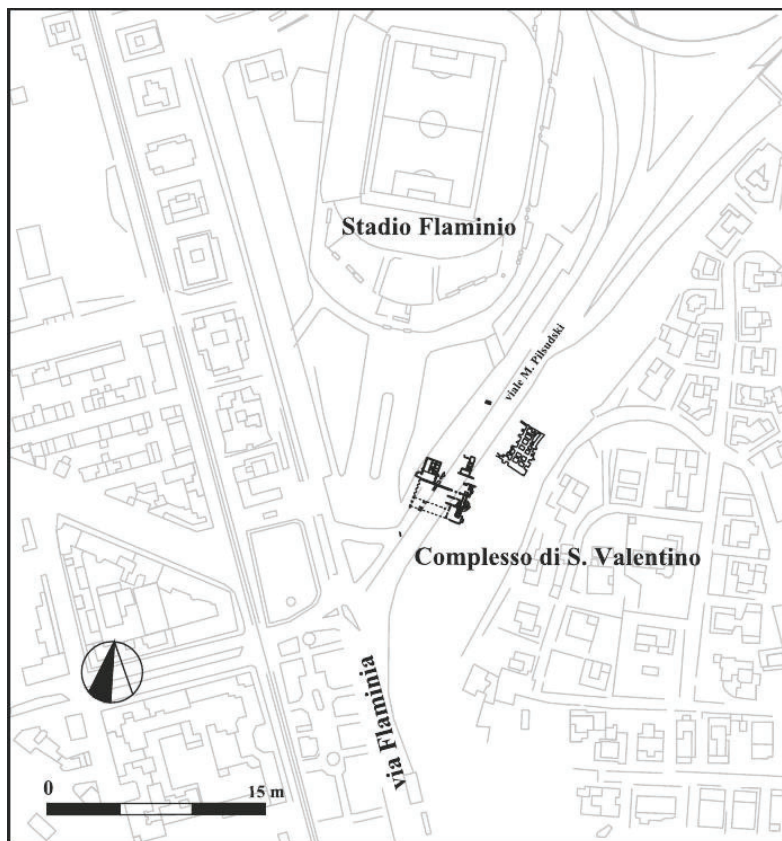 Stadio Flaminio
viale M. Pilsudski
Complesso di S. Valentino
via Flaminia
0 15 m